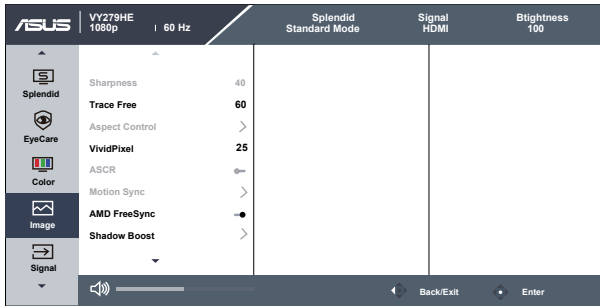 ASUS
VY279HE
1080p 60 Hz
Splendid
Standard Mode
Signal
HDMI
Btightness
100
Splendid
EyeCare
Color
Image
Signal
Sharpness 40
Trace Free 60
Aspect Control
VividPixel 25
ASCR
Motion Sync
AMD FreeSync
Shadow Boost
Back/Exit
Enter